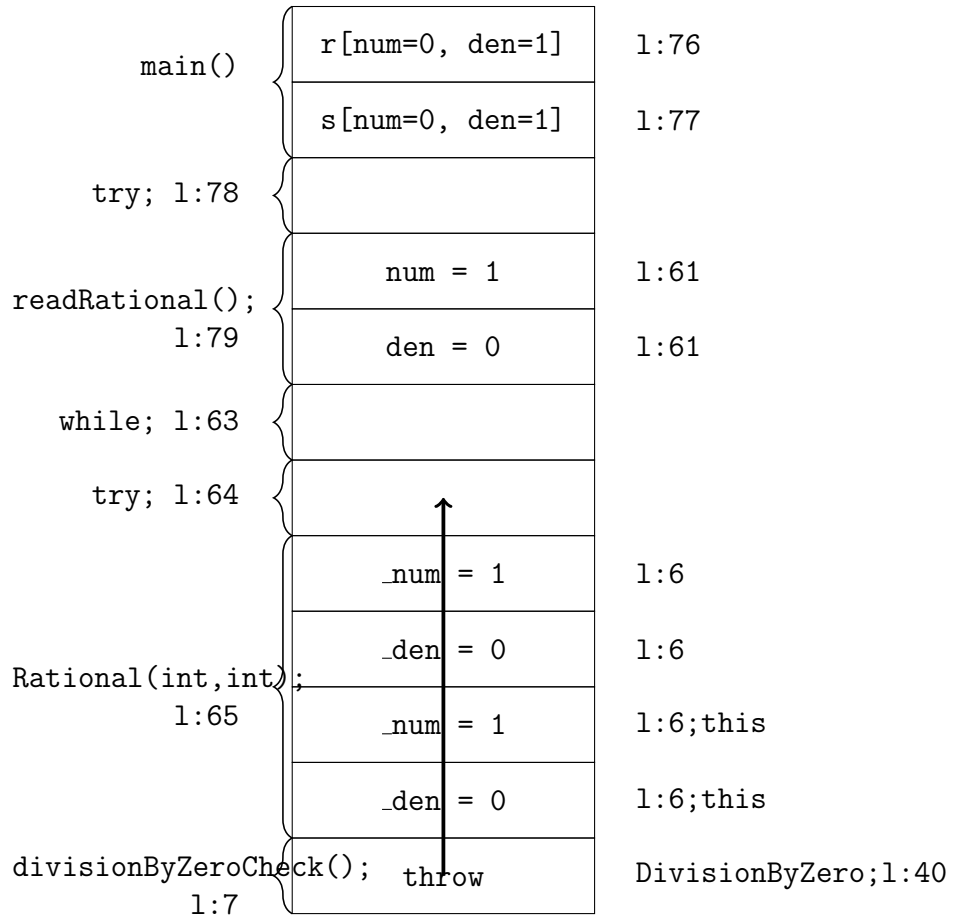 r[num=0, den=1] l:76
main()
s[num=0, den=1] l:77
try; l:78
num = 1 l:61
readRational();
l:79
den = 0 l:61
while; l:63
try; l:64
_num = 1 l:6
_den = 0 l:6
Rational(int,int);
l:65
_num = 1 l:6;this
_den = 0 l:6;this
divisionByZeroCheck();
l:7
throw DivisionByZero;l:40